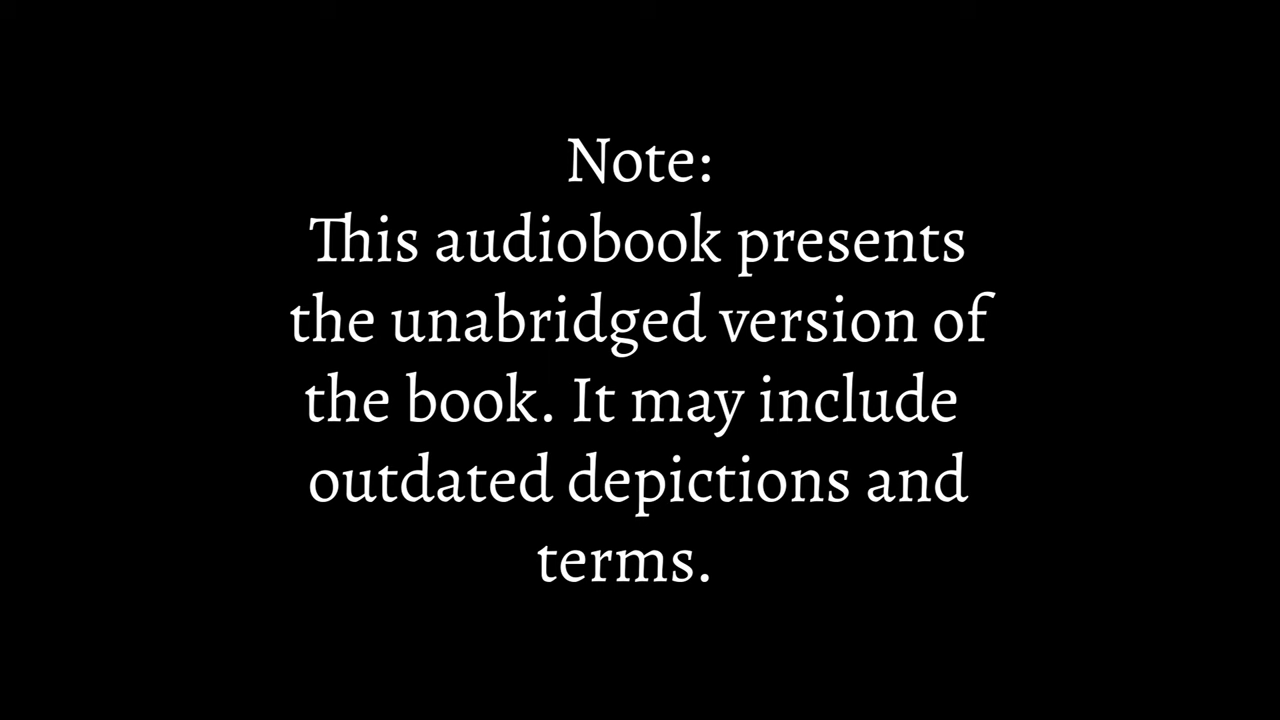 Note:
This audiobook presents
the unabridged version of
the book. It may include
outdated depictions and
terms.